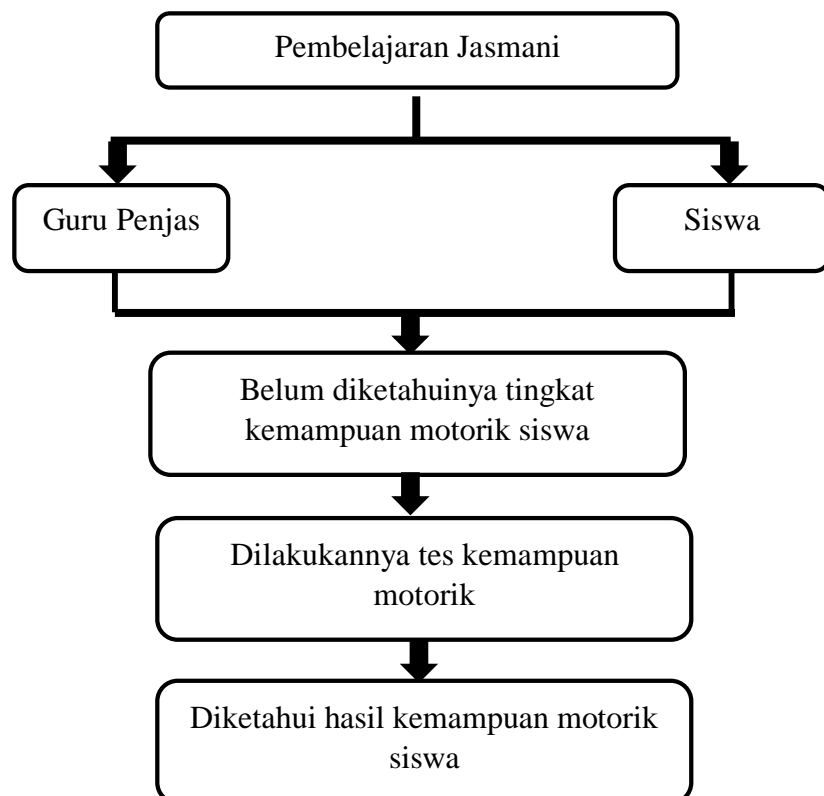 Pembelajaran Jasmani
Guru Penjas
Siswa
Belum diketahuinya tingkat
kemampuan motorik siswa
Dilakukannya tes kemampuan
motorik
Diketahui hasil kemampuan motorik
siswa